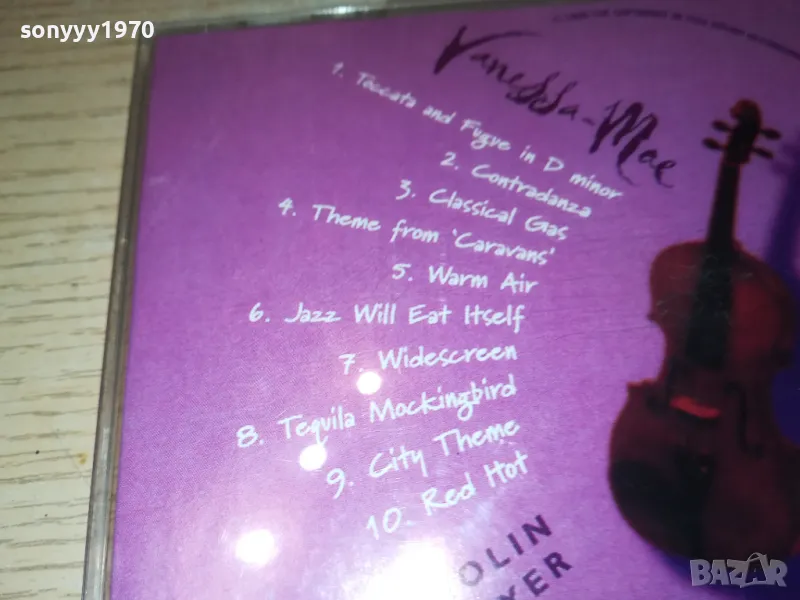 sonyyy1970
Vanessa-Mae
1. Toccata and Fugue in D minor
2. Contradanza
3. Classical Gas
4. Theme from 'Caravans'
5. Warm Air
6. Jazz Will Eat Itself
7. Widescreen
8. Tequila Mockingbird
9. City Theme
10. Red Hot
OLIN
YER
BAZAR